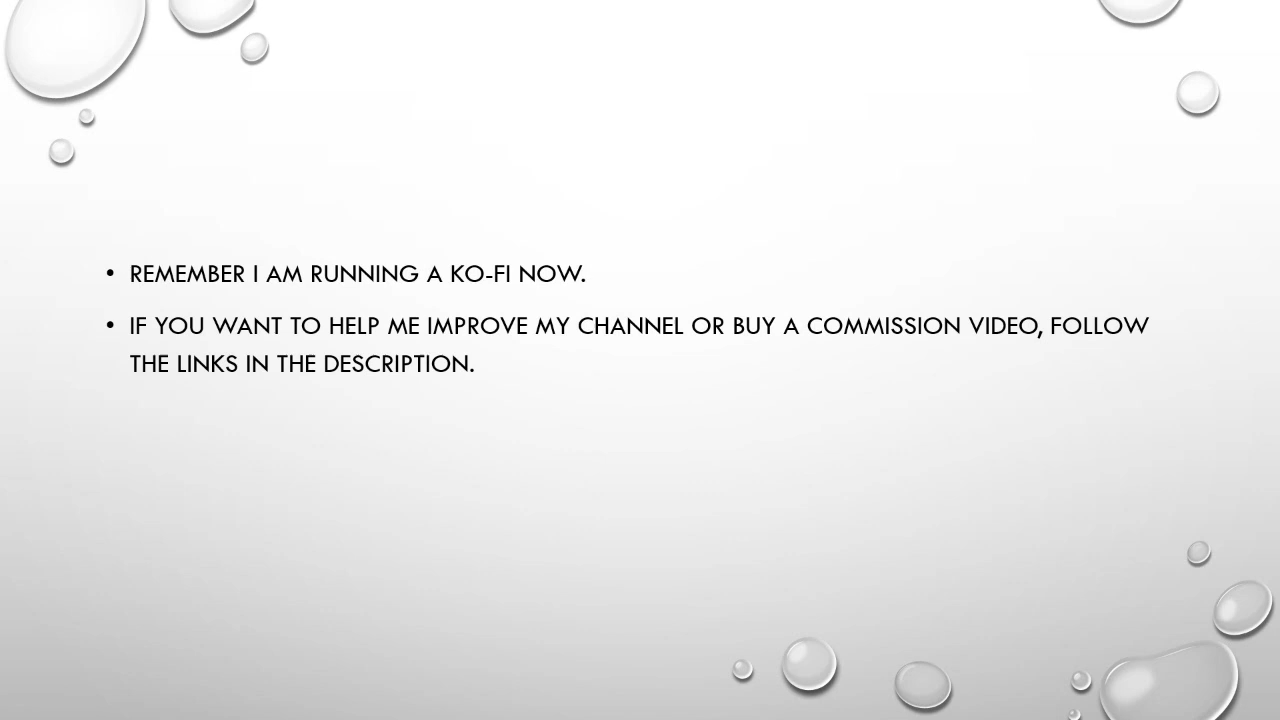 • REMEMBER I AM RUNNING A KO-FI NOW.
• IF YOU WANT TO HELP ME IMPROVE MY CHANNEL OR BUY A COMMISSION VIDEO, FOLLOW
THE LINKS IN THE DESCRIPTION.